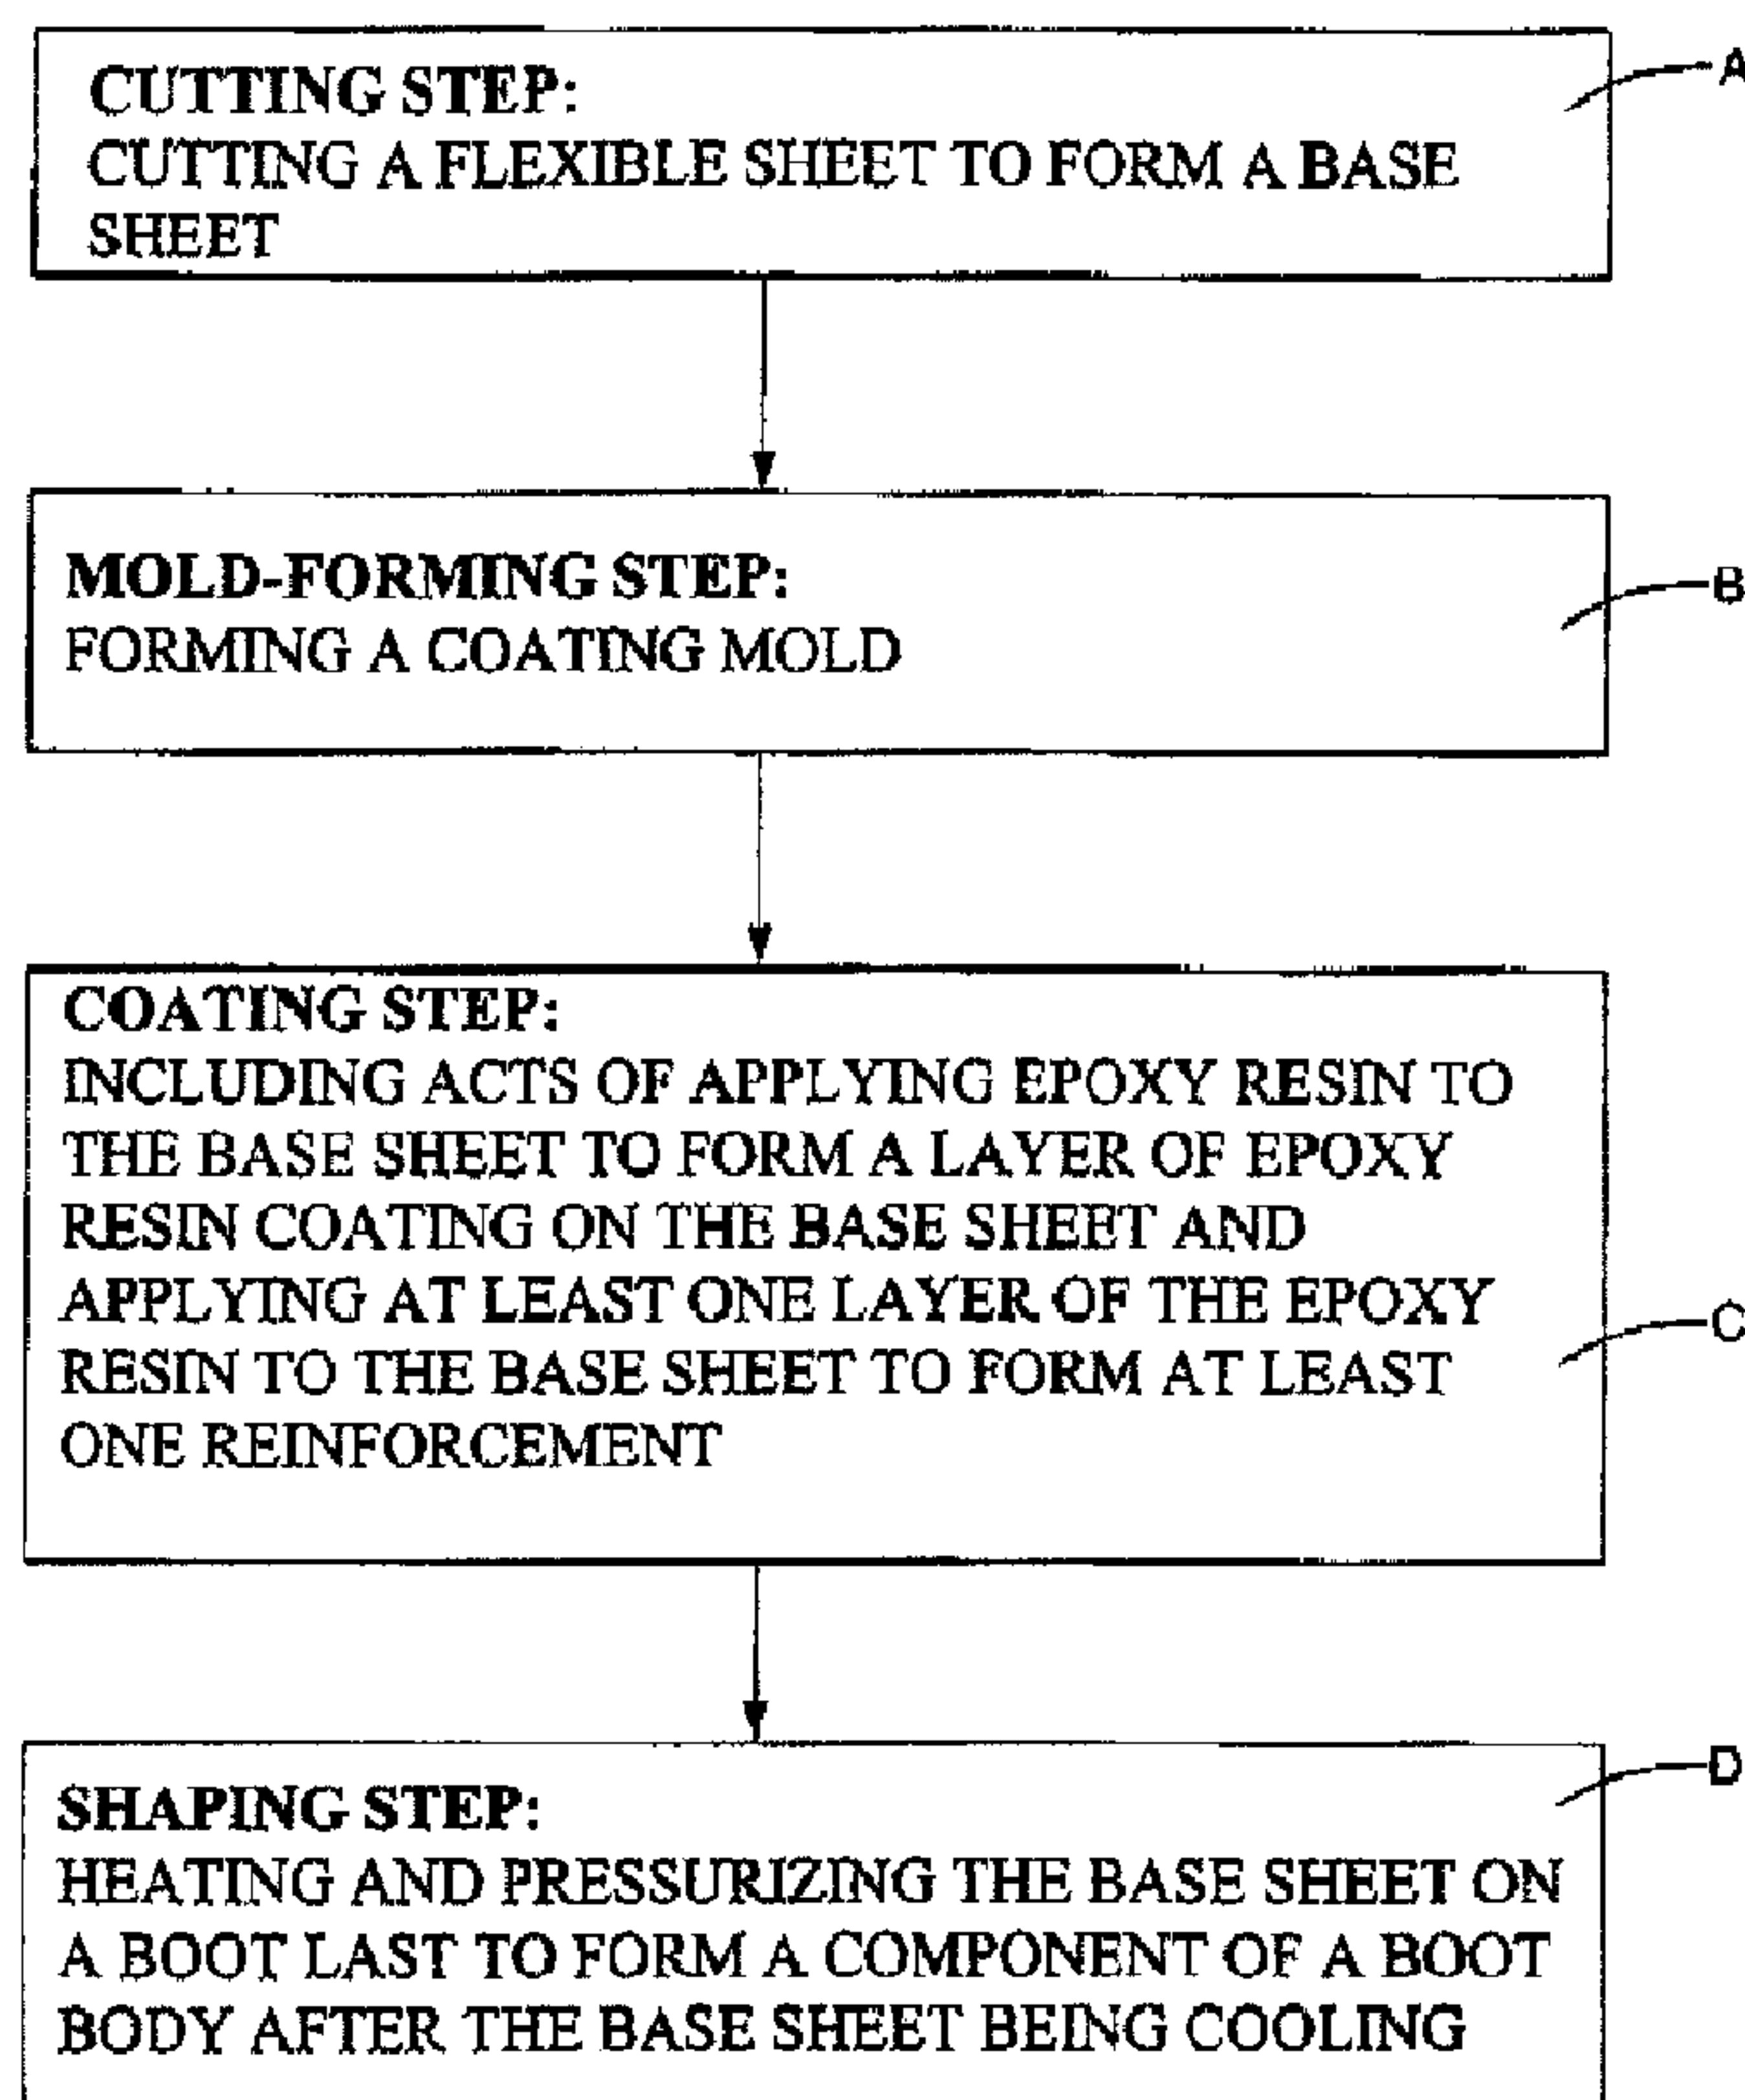 CUTTING STEP:
A
CUTTING A FLEXIBLE SHEET TO FORM A BASE
SHEET
MOLD-FORMING STEP:
B
FORMING A COATING MOLD
COATING STEP:
INCLUDING ACTS OF APPLYING EPOXY RESIN TO
THE BASE SHEET TO FORM A LAYER OF EPOXY
RESIN COATING ON THE BASE SHEET AND
APPLYING AT LEAST ONE LAYER OF THE EPOXY
C
RESIN TO THE BASE SHEET TO FORM AT LEAST
ONE REINFORCEMENT
D
SHAPING STEP:
HEATING AND PRESSURIZING THE BASE SHEET ON
A BOOT LAST TO FORM A COMPONENT OF A BOOT
BODY AFTER THE BASE SHEET BEING COOLING